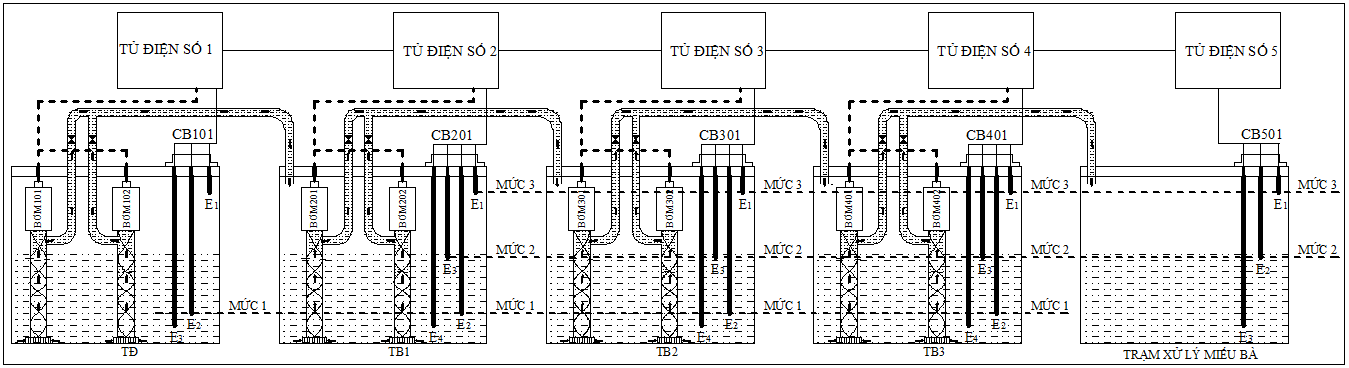 TỦ ĐIỆN SỐ 1
TỦ ĐIỆN SỐ 2
TỦ ĐIỆN SỐ 3
TỦ ĐIỆN SỐ 4
TỦ ĐIỆN SỐ 5
CB101
CB201
CB301
CB401
CB501
BƠM101
BƠM102
BƠM201
BƠM202
BƠM301
BƠM302
BƠM401
BƠM402
MỨC 3
MỨC 3
MỨC 3
MỨC 3
E1
E1
E1
E1
E1
MỨC 2
MỨC 2
MỨC 2
MỨC 2
E3
E3
E3
E2
MỨC 1
MỨC 1
MỨC 1
MỨC 1
E2
E2
E2
E2
E3
E4
E4
E4
E3
TĐ
TB1
TB2
TB3
TRẠM XỬ LÝ MIẾU BÀ